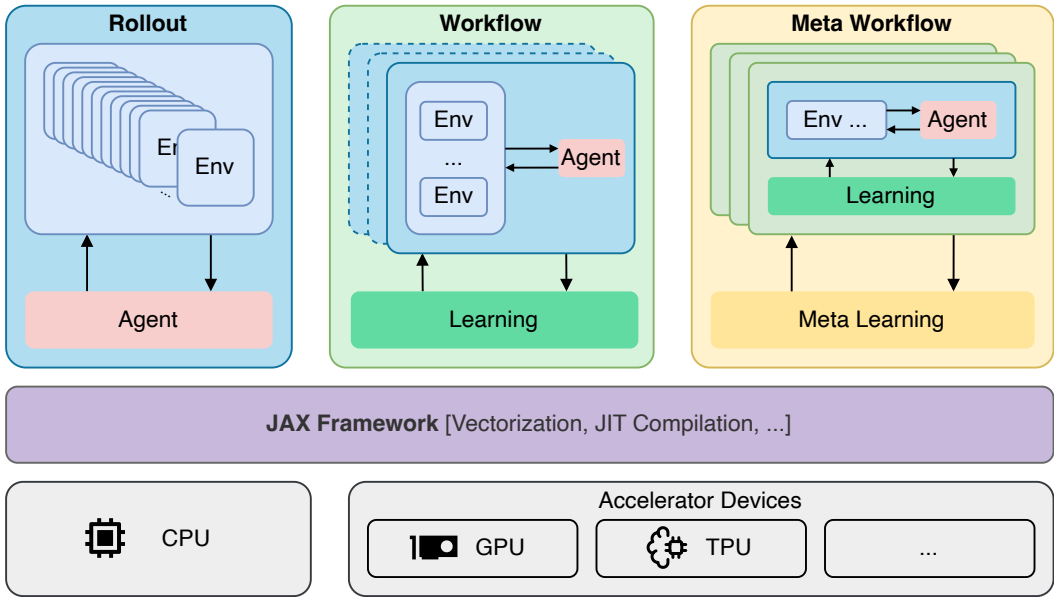 Rollout
En
...
Env
Agent
Workflow
Env
...
Env
Agent
Learning
Meta Workflow
Env ...
Agent
Learning
Meta Learning
JAX Framework [Vectorization, JIT Compilation, ...]
CPU
Accelerator Devices
GPU
TPU
...